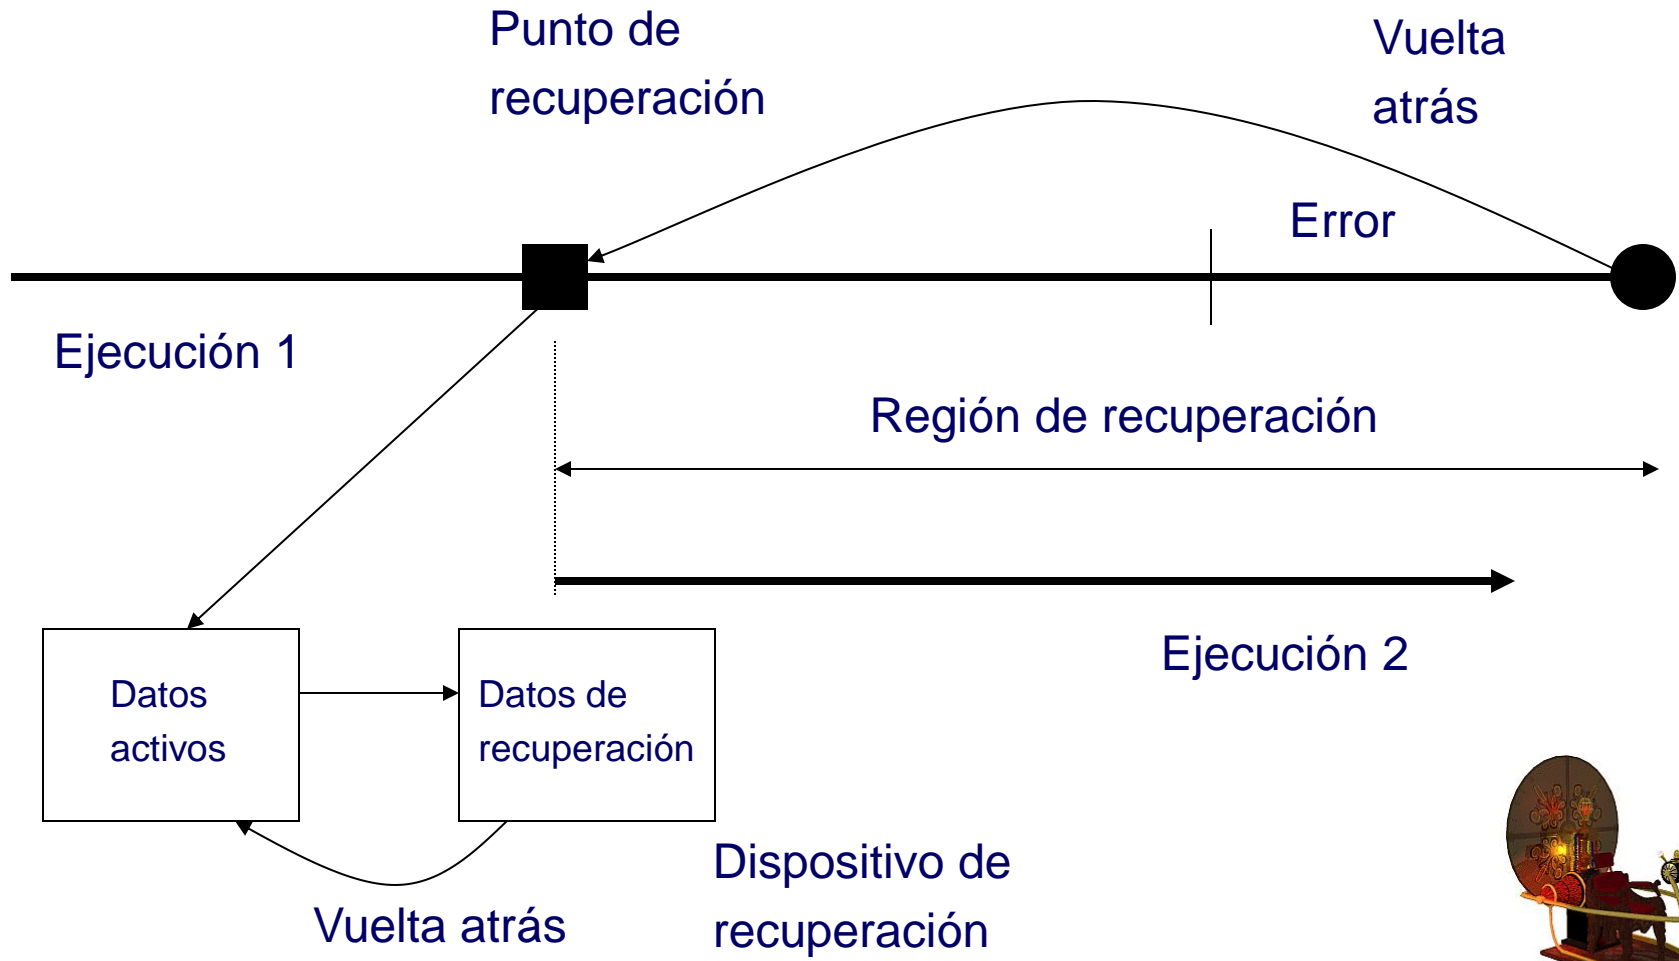 Punto de
recuperación
Vuelta
atrás
Error
Ejecución 1
Región de recuperación
Ejecución 2
Datos
activos
Datos de
recuperación
Dispositivo de
recuperación
Vuelta atrás